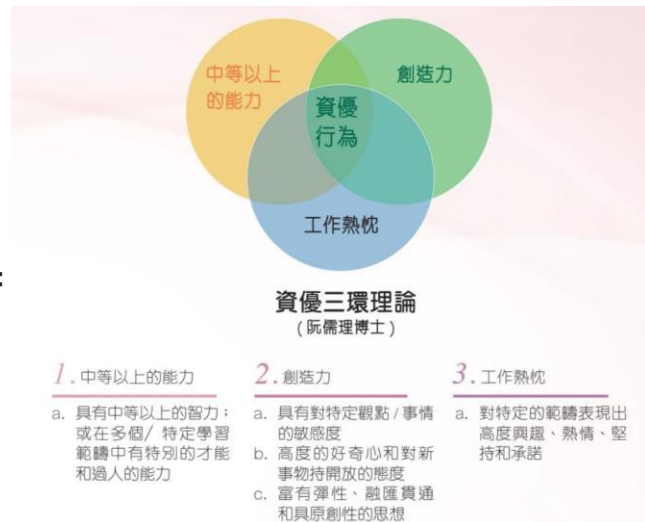 中等以上
的能力
創造力
資優
行為
工作熱忱
:
資優三環理論
(阮儒理博士)
1. 中等以上的能力
a. 具有中等以上的智力；
或在多個/ 特定學習
範疇中有特別的才能
和過人的能力
2. 創造力
a. 具有對特定觀點/事情
的敏感度
b. 高度的好奇心和對新
事物持開放的態度
c. 富有彈性、融匯貫通
和具原創性的思想
3. 工作熱忱
a. 對特定的範疇表現出
高度興趣、熱情、堅
持和承諾